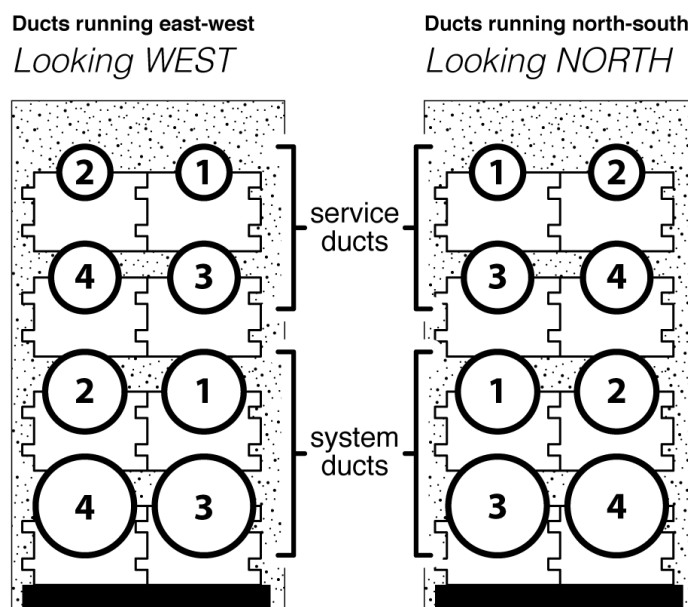 Ducts running east-west
Looking WEST
Ducts running north-south
Looking NORTH
2 1
1 2
service
ducts
4 3
3 4
2 1
1 2
system
ducts
4 3
3 4